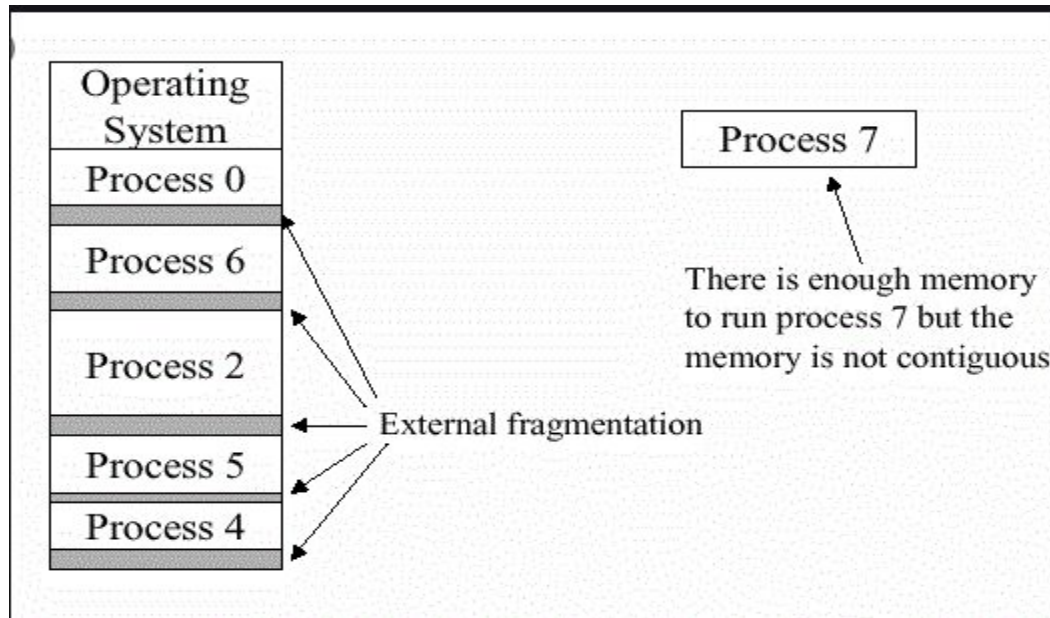 Operating
System
Process 0
Process 6
Process 2
Process 5
Process 4
External fragmentation
Process 7
There is enough memory
to run process 7 but the
memory is not contiguous